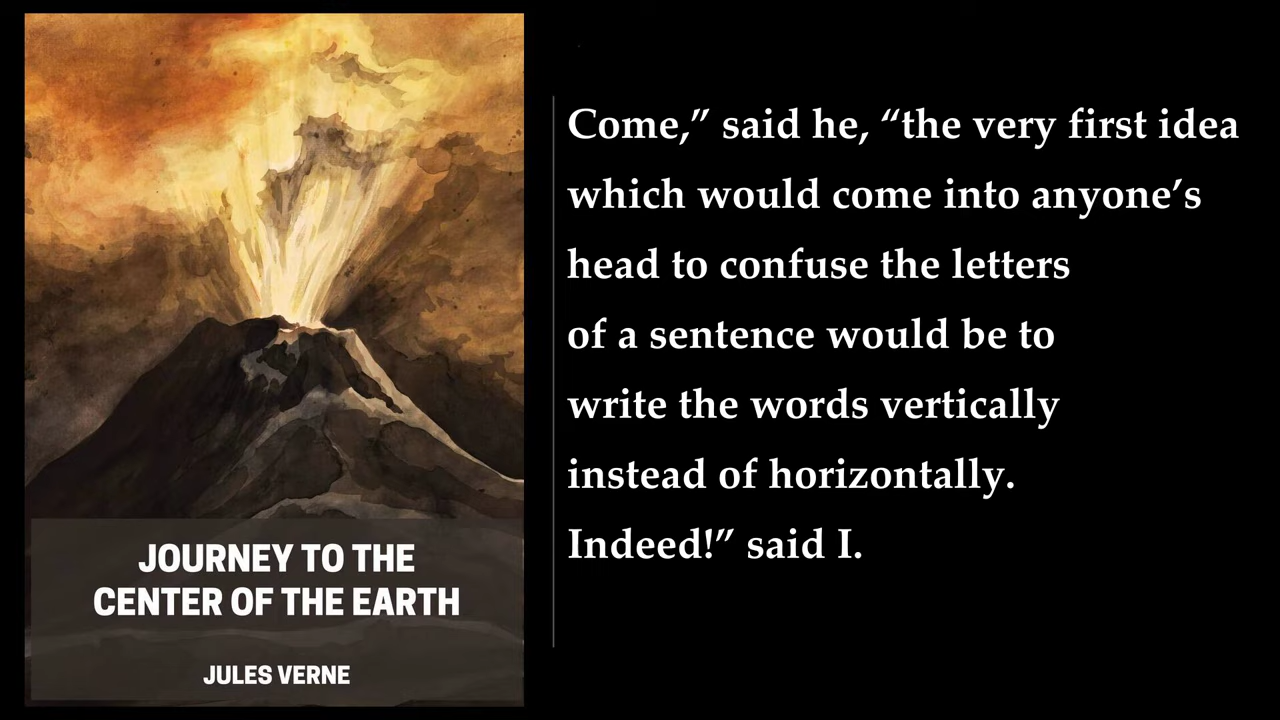 Come,” said he, “the very first idea
which would come into anyone’s
head to confuse the letters
of a sentence would be to
write the words vertically
instead of horizontally.
Indeed!” said I.
JOURNEY TO THE
CENTER OF THE EARTH
JULES VERNE